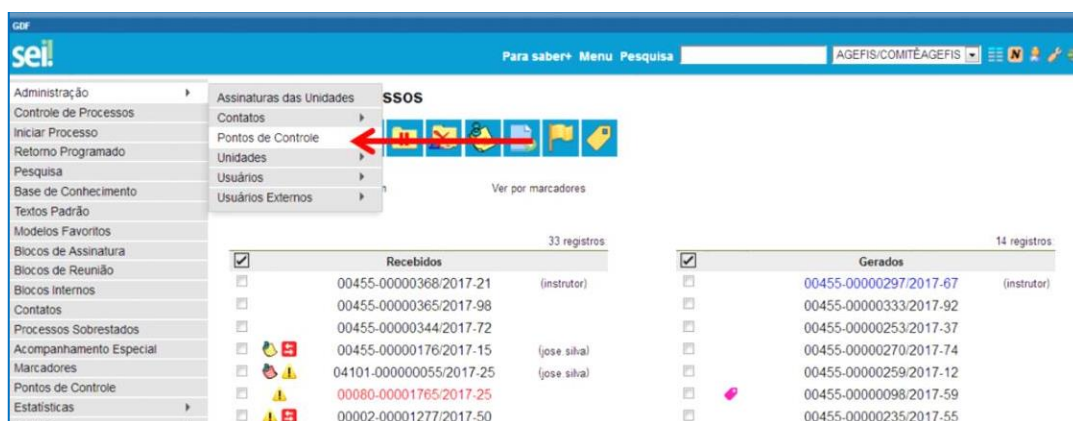 GDF
sei!
Para saber+ Menu Pesquisa AGEFIS/COMITÊAGEFIS
Administração
Controle de Processos
Iniciar Processo
Retorno Programado
Pesquisa
Base de Conhecimento
Textos Padrão
Modelos Favoritos
Blocos de Assinatura
Blocos de Reunião
Blocos Internos
Contatos
Processos Sobrestados
Acompanhamento Especial
Marcadores
Pontos de Controle
Estatísticas
Assinaturas das Unidades
Contatos
Pontos de Controle
Unidades
Usuários
Usuários Externos
ssos
Ver por marcadores
33 registros:
Recebidos
00455-00000368/2017-21 (instrutor)
00455-00000365/2017-98
00455-00000344/2017-72
00455-00000176/2017-15 (jose.silva)
04101-000000055/2017-25 (jose.silva)
00080-00001765/2017-25
00002-00001277/2017-50
14 registros:
Gerados
00455-00000297/2017-67 (instrutor)
00455-00000333/2017-92
00455-00000253/2017-37
00455-00000270/2017-74
00455-00000259/2017-12
00455-00000098/2017-59
00455-00000235/2017-55